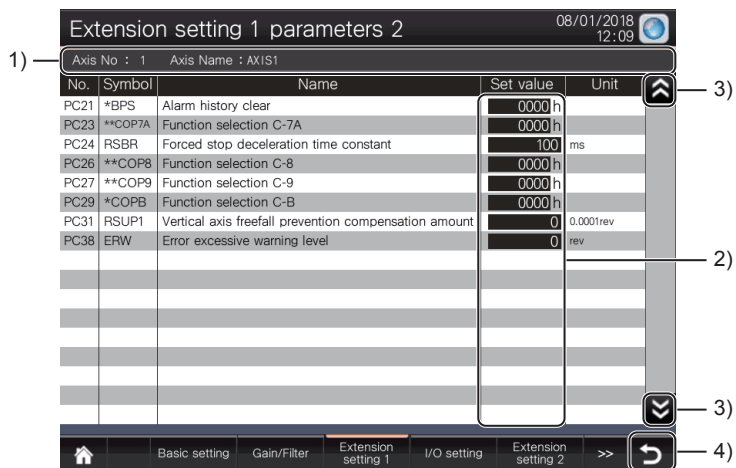 Extension setting 1 parameters 2
08/01/2018
12:09
1)
Axis No : 1 Axis Name : AXIS1
No. Symbol Name Set value Unit
3)
PC21 *BPS Alarm history clear 0000 h
PC23 **COP7A Function selection C-7A 0000 h
PC24 RSBR Forced stop deceleration time constant 100 ms
PC26 **COP8 Function selection C-8 0000 h
PC27 **COP9 Function selection C-9 0000 h
PC29 *COPB Function selection C-B 0000 h
PC31 RSUP1 Vertical axis freefall prevention compensation amount 0 0.0001rev
PC38 ERW Error excessive warning level 0 rev
2)
3)
Basic setting Gain/Filter Extension setting 1 I/O setting Extension setting 2 >>
4)